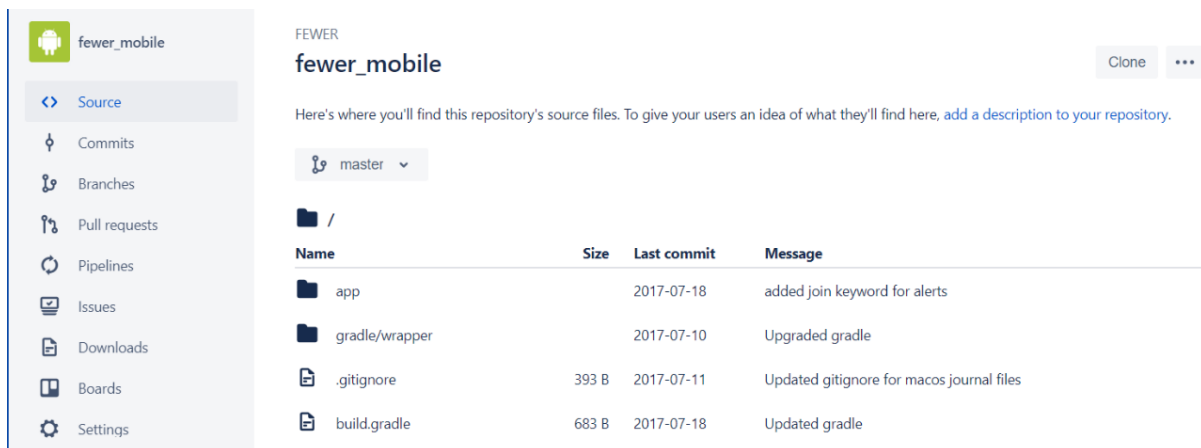 fewer_mobile
Source
Commits
Branches
Pull requests
Pipelines
Issues
Downloads
Boards
Settings
FEWER
fewer_mobile
Clone
Here's where you'll find this repository's source files. To give your users an idea of what they'll find here, add a description to your repository.
master
/
Name Size Last commit Message
app 2017-07-18 added join keyword for alerts
gradle/wrapper 2017-07-10 Upgraded gradle
.gitignore 393 B 2017-07-11 Updated gitignore for macos journal files
build.gradle 683 B 2017-07-18 Updated gradle